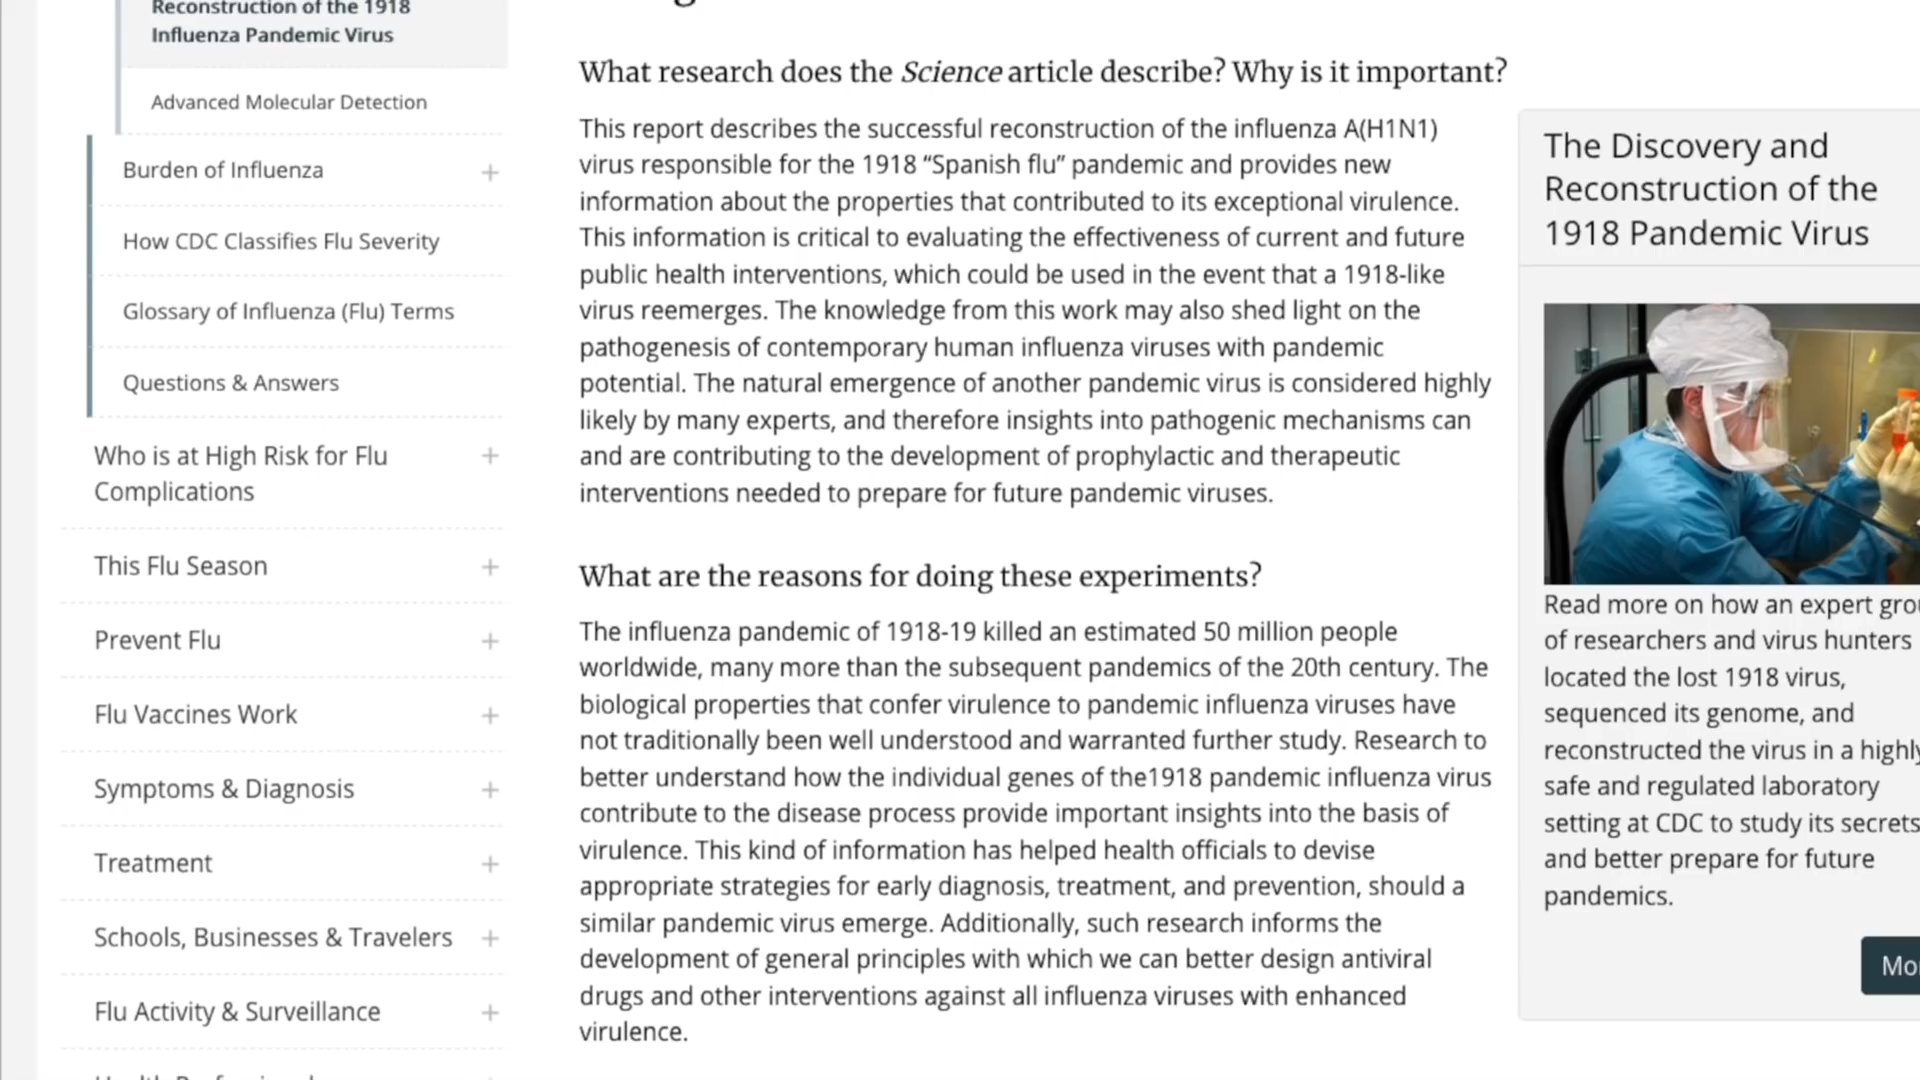 Reconstruction of the 1918
Influenza Pandemic Virus
Advanced Molecular Detection
Burden of Influenza
How CDC Classifies Flu Severity
Glossary of Influenza (Flu) Terms
Questions & Answers
Who is at High Risk for Flu
Complications
This Flu Season
Prevent Flu
Flu Vaccines Work
Symptoms & Diagnosis
Treatment
Schools, Businesses & Travelers
Flu Activity & Surveillance
What research does the Science article describe? Why is it important?
This report describes the successful reconstruction of the influenza A(H1N1)
virus responsible for the 1918 “Spanish flu” pandemic and provides new
information about the properties that contributed to its exceptional virulence.
This information is critical to evaluating the effectiveness of current and future
public health interventions, which could be used in the event that a 1918-like
virus reemerges. The knowledge from this work may also shed light on the
pathogenesis of contemporary human influenza viruses with pandemic
potential. The natural emergence of another pandemic virus is considered highly
likely by many experts, and therefore insights into pathogenic mechanisms can
and are contributing to the development of prophylactic and therapeutic
interventions needed to prepare for future pandemic viruses.
What are the reasons for doing these experiments?
The influenza pandemic of 1918-19 killed an estimated 50 million people
worldwide, many more than the subsequent pandemics of the 20th century. The
biological properties that confer virulence to pandemic influenza viruses have
not traditionally been well understood and warranted further study. Research to
better understand how the individual genes of the1918 pandemic influenza virus
contribute to the disease process provide important insights into the basis of
virulence. This kind of information has helped health officials to devise
appropriate strategies for early diagnosis, treatment, and prevention, should a
similar pandemic virus emerge. Additionally, such research informs the
development of general principles with which we can better design antiviral
drugs and other interventions against all influenza viruses with enhanced
virulence.
The Discovery and
Reconstruction of the
1918 Pandemic Virus
Read more on how an expert
of researchers and virus hunters
located the lost 1918 virus,
sequenced its genome, and
reconstructed the virus in a highly
safe and regulated laboratory
setting at CDC to study its secrets
and better prepare for future
pandemics.